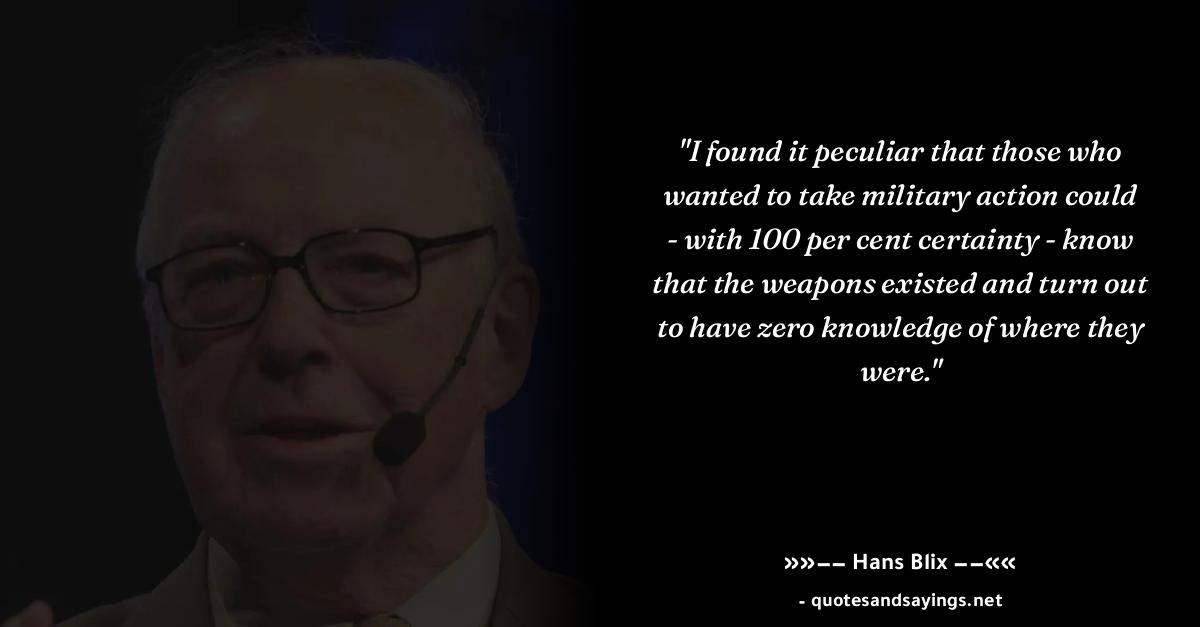 "I found it peculiar that those who
wanted to take military action could
- with 100 per cent certainty - know
that the weapons existed and turn out
to have zero knowledge of where they
were."
»»–– Hans Blix ––««
- quotesandsayings.net